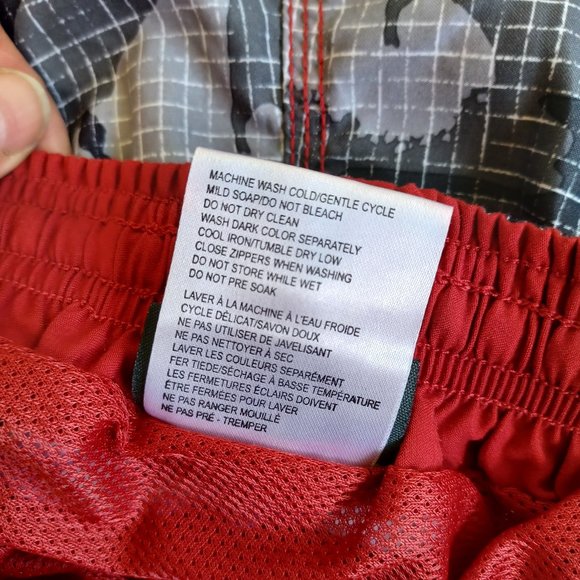 MACHINE WASH COLD/GENTLE CYCLE
MILD SOAP/DO NOT BLEACH
DO NOT DRY CLEAN
WASH DARK COLOR SEPARATELY
COOL IRON/TUMBLE DRY LOW
CLOSE ZIPPERS WHEN WASHING
DO NOT STORE WHILE WET
DO NOT PRE SOAK
LAVER À LA MACHINE À L'EAU FROIDE
CYCLE DÉLICAT/SAVON DOUX
NE PAS UTILISER DE JAVELISANT
NE PAS NETTOYER À SEC
LAVER LES COULEURS SEPARÉMENT
FER TIEDE/SÉCHAGE À BASSE TEMPÉRATURE
LES FERMETURES ÉCLAIRS DOIVENT
ÊTRE FERMÉES POUR LAVER
NE PAS RANGER MOUILLÉ
NE PAS PRÉ - TREMPER